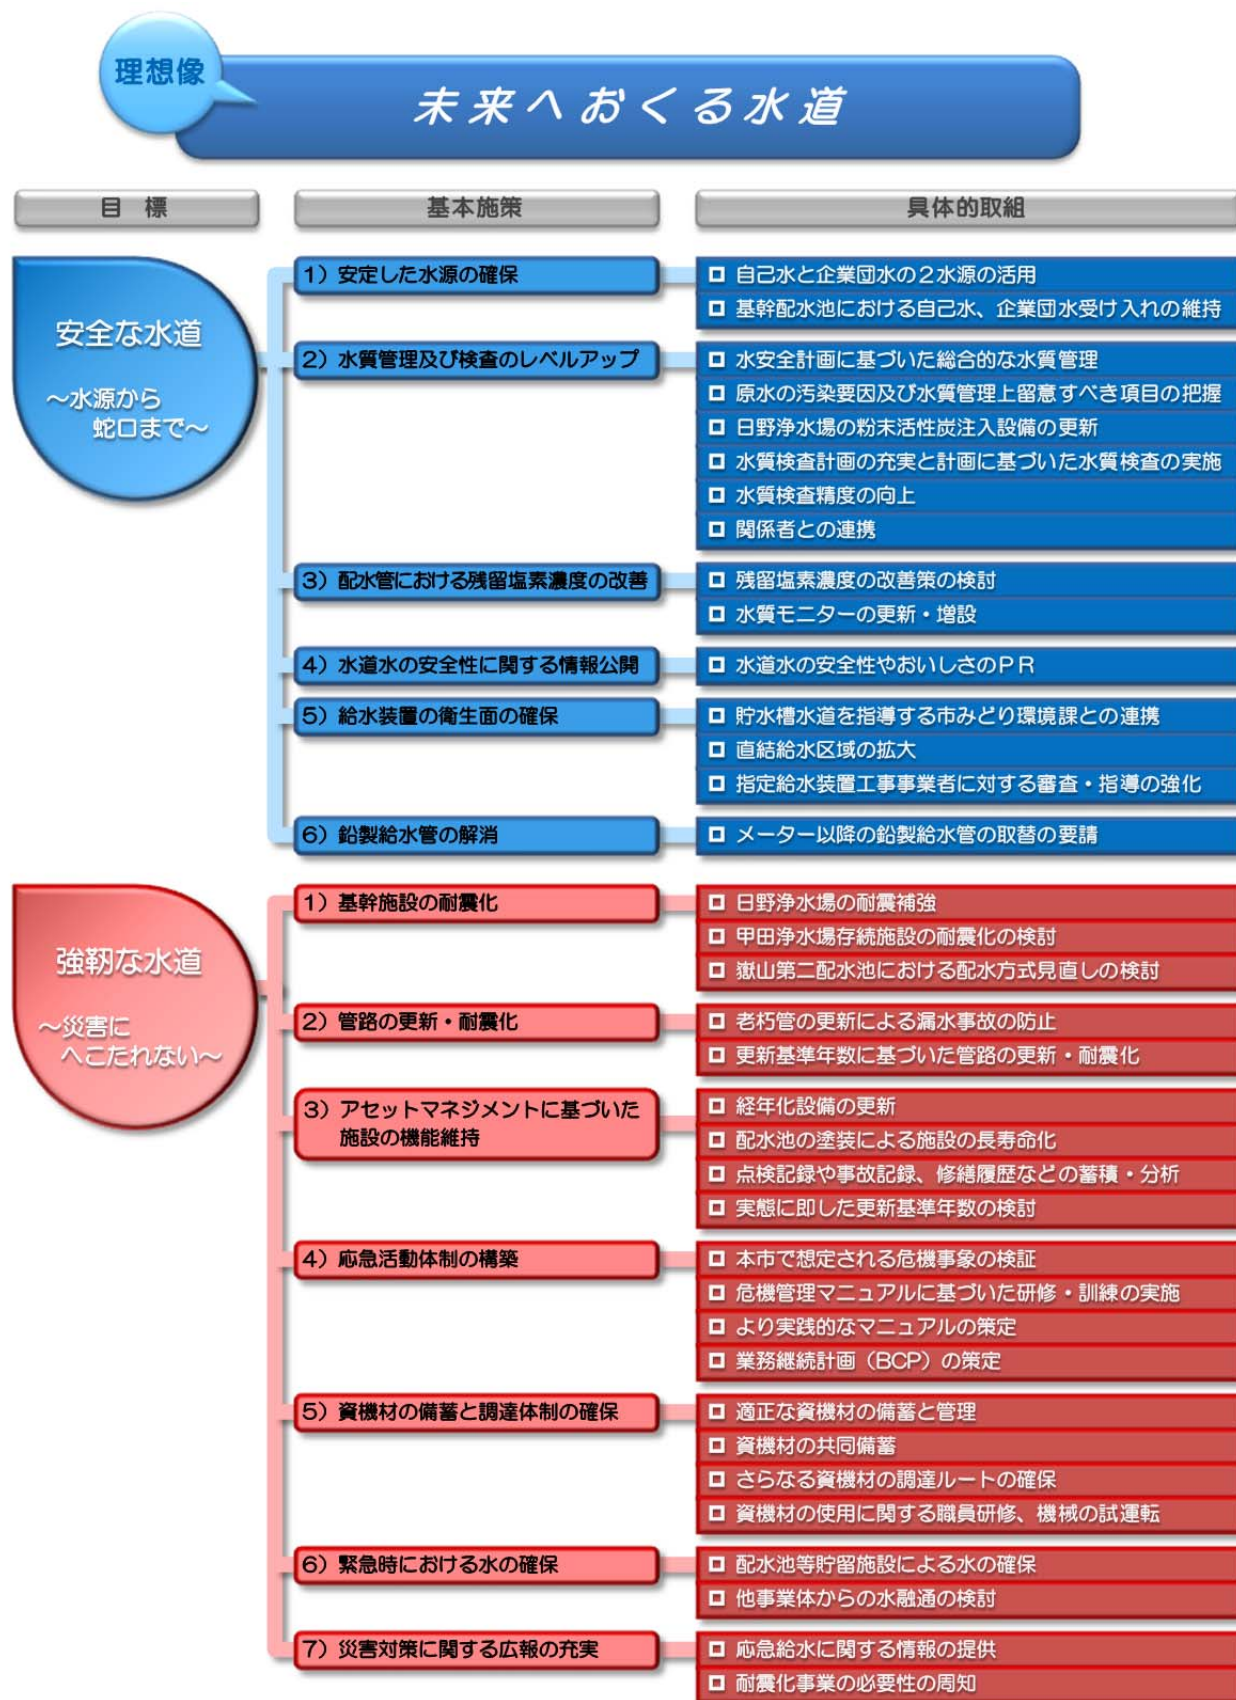 理想像
未来へおくる水道
目 標
基本施策
具体的取組
安全な水道
～水源から
蛇口まで～
1）安定した水源の確保
自己水と企業団水の２水源の活用
基幹配水池における自己水、企業団水受け入れの維持
2）水質管理及び検査のレベルアップ
水安全計画に基づいた総合的な水質管理
原水の汚染要因及び水質管理上留意すべき項目の把握
日野浄水場の粉末活性炭注入設備の更新
水質検査計画の充実と計画に基づいた水質検査の実施
水質検査精度の向上
関係者との連携
3）配水管における残留塩素濃度の改善
残留塩素濃度の改善策の検討
水質モニターの更新・増設
4）水道水の安全性に関する情報公開
水道水の安全性やおいしさのＰＲ
5）給水装置の衛生面の確保
貯水槽水道を指導する市みどり環境課との連携
直結給水区域の拡大
指定給水装置工事事業者に対する審査・指導の強化
6）鉛製給水管の解消
メーター以降の鉛製給水管の取替の要請
強靭な水道
～災害に
へこたれない～
1）基幹施設の耐震化
日野浄水場の耐震補強
甲田浄水場存続施設の耐震化の検討
嶽山第二配水池における配水方式見直しの検討
2）管路の更新・耐震化
老朽管の更新による漏水事故の防止
更新基準年数に基づいた管路の更新・耐震化
3）アセットマネジメントに基づいた
施設の機能維持
経年化設備の更新
配水池の塗装による施設の長寿命化
点検記録や事故記録、修繕履歴などの蓄積・分析
実態に即した更新基準年数の検討
4）応急活動体制の構築
本市で想定される危機事象の検証
危機管理マニュアルに基づいた研修・訓練の実施
より実践的なマニュアルの策定
業務継続計画（BCP）の策定
5）資機材の備蓄と調達体制の確保
適正な資機材の備蓄と管理
資機材の共同備蓄
さらなる資機材の調達ルートの確保
資機材の使用に関する職員研修、機械の試運転
6）緊急時における水の確保
配水池等貯留施設による水の確保
他事業体からの水融通の検討
7）災害対策に関する広報の充実
応急給水に関する情報の提供
耐震化事業の必要性の周知